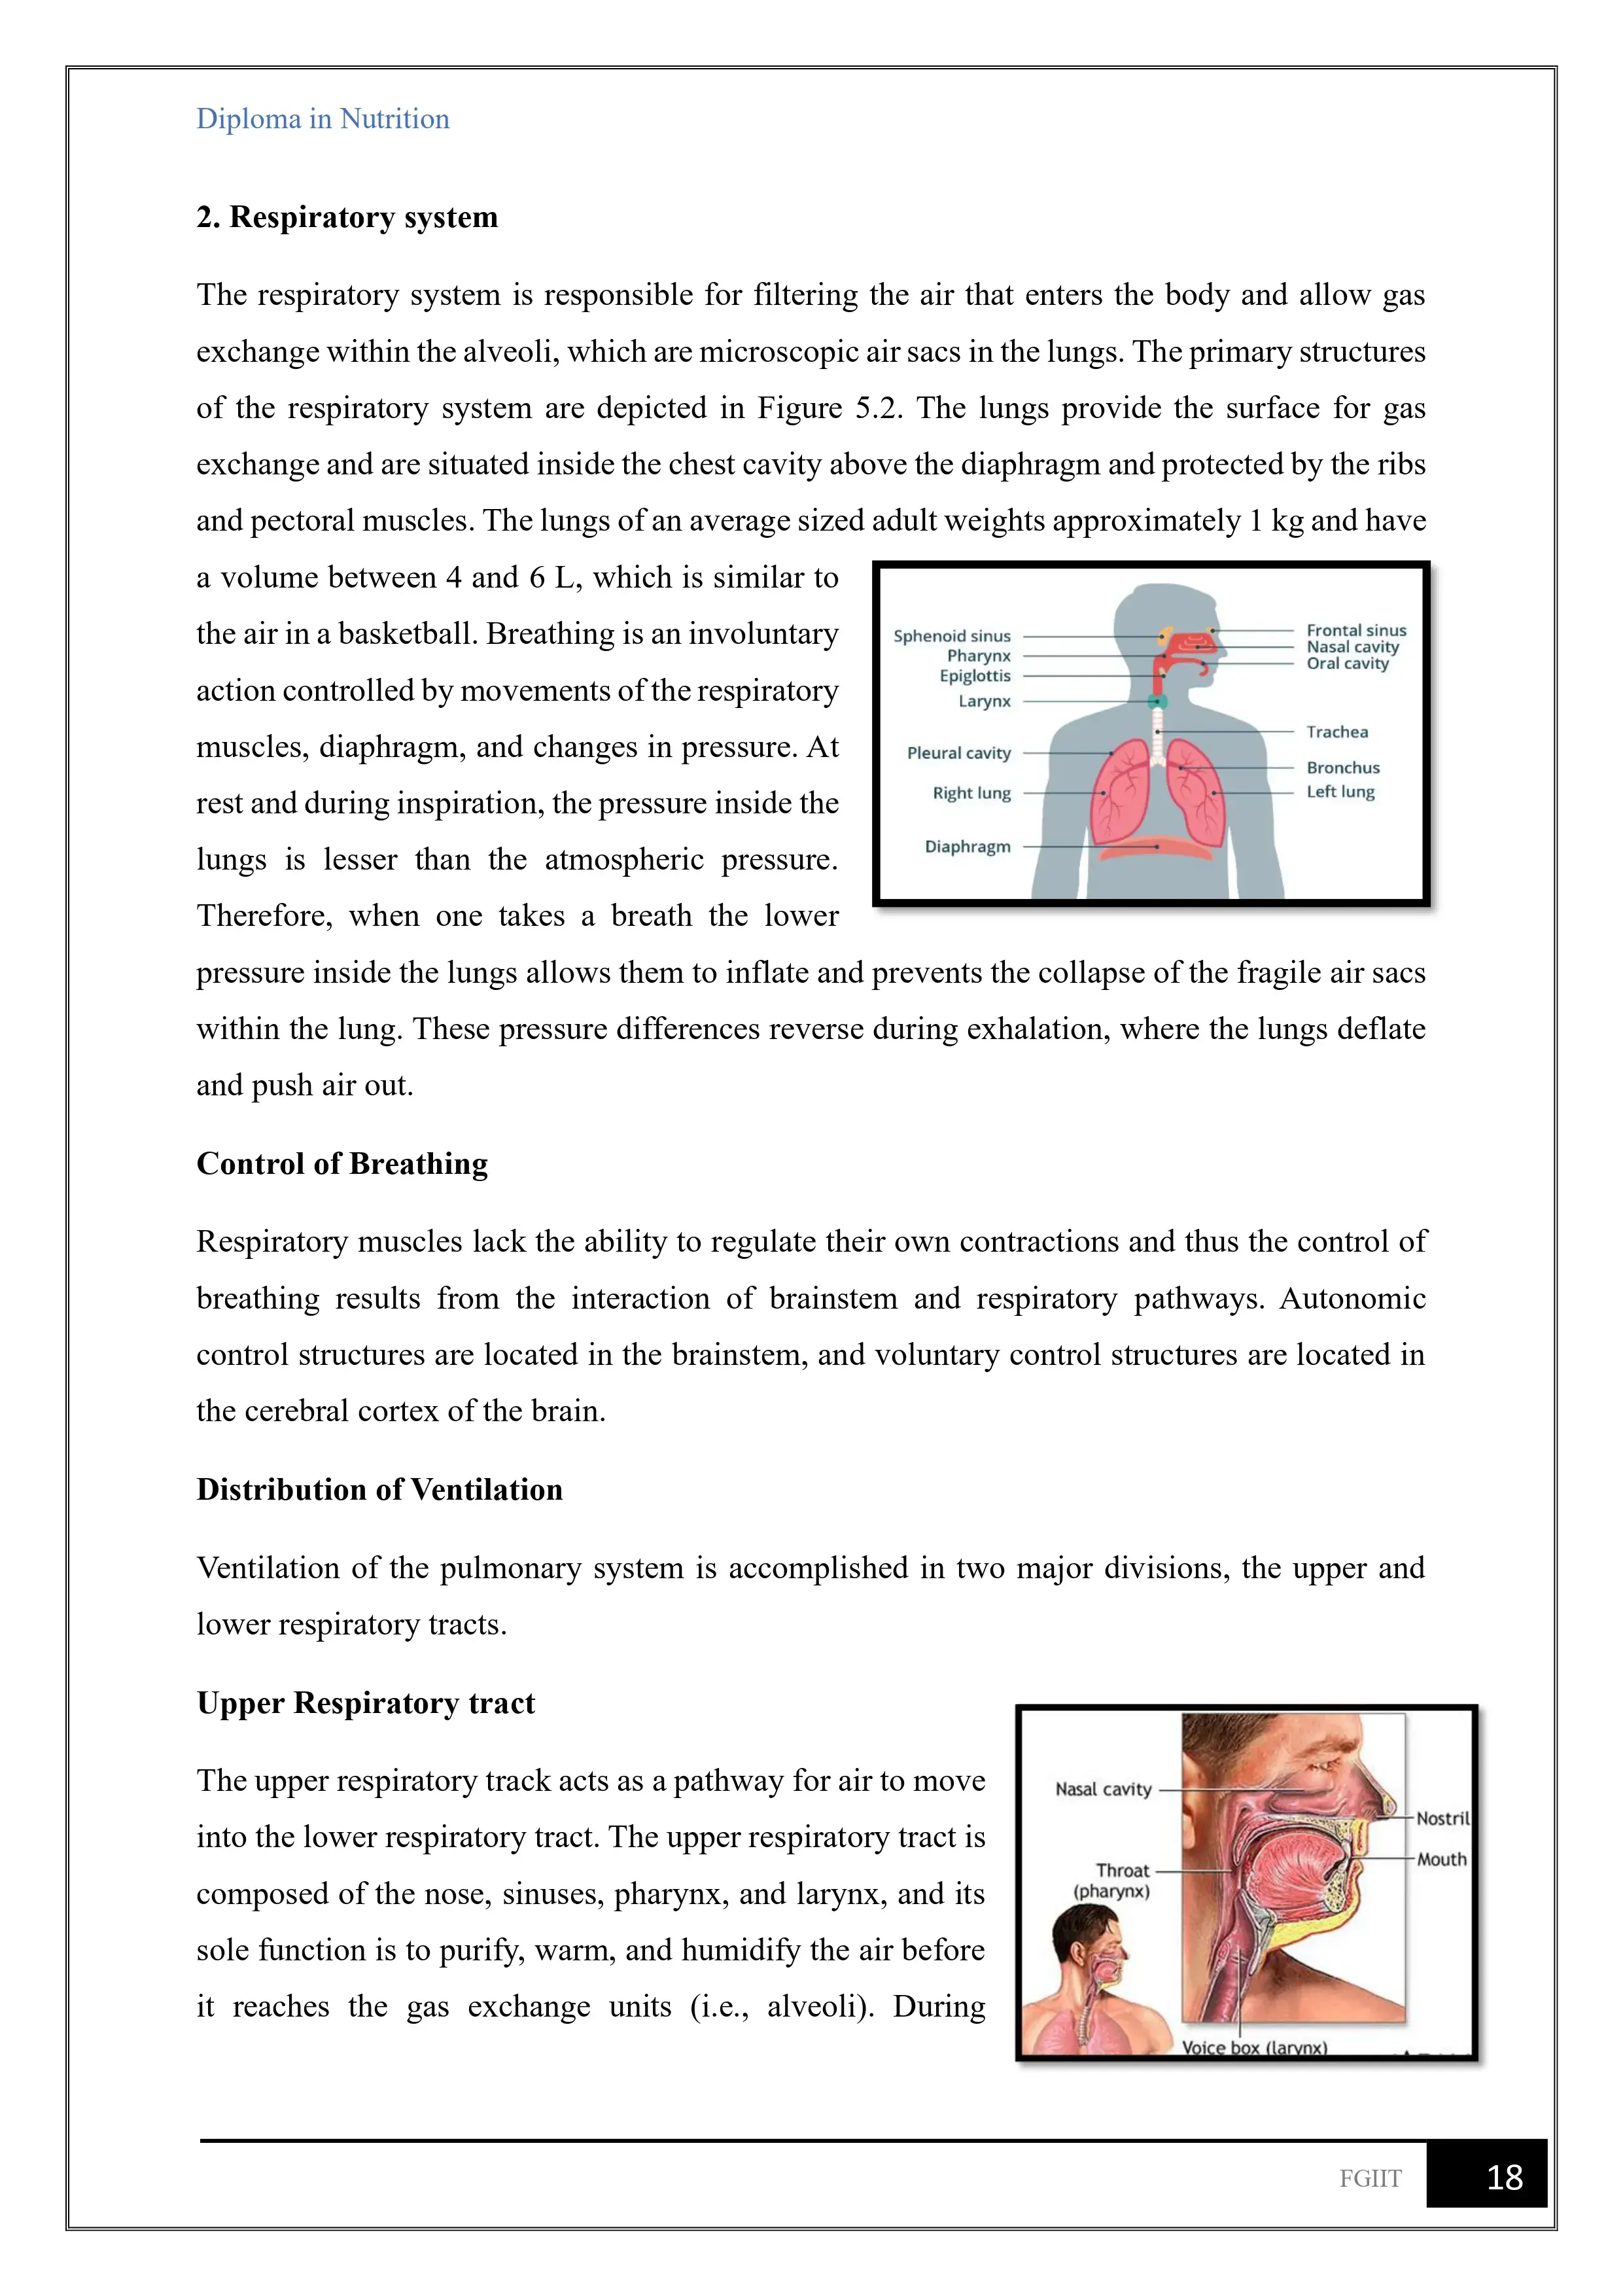 Diploma in Nutrition
2. Respiratory system
The respiratory system is responsible for filtering the air that enters the body and allow gas
exchange within the alveoli, which are microscopic air sacs in the lungs. The primary structures
of the respiratory system are depicted in Figure 5.2. The lungs provide the surface for gas
exchange and are situated inside the chest cavity above the diaphragm and protected by the ribs
and pectoral muscles. The lungs of an average sized adult weights approximately 1 kg and have
a volume between 4 and 6 L, which is similar to
the air in a basketball. Breathing is an involuntary
action controlled by movements of the respiratory
muscles, diaphragm, and changes in pressure. At
rest and during inspiration, the pressure inside the
lungs is lesser than the atmospheric pressure.
Therefore, when one takes a breath the lower
Sphenoid sinus
Pharynx
Epiglottis
Larynx
Pleural cavity
Right lung
Diaphragm
Frontal sinus
Nasal cavity
Oral cavity
Trachea
Bronchus
Left lung
pressure inside the lungs allows them to inflate and prevents the collapse of the fragile air sacs
within the lung. These pressure differences reverse during exhalation, where the lungs deflate
and push air out.
Control of Breathing
Respiratory muscles lack the ability to regulate their own contractions and thus the control of
breathing results from the interaction of brainstem and respiratory pathways. Autonomic
control structures are located in the brainstem, and voluntary control structures are located in
the cerebral cortex of the brain.
Distribution of Ventilation
Ventilation of the pulmonary system is accomplished in two major divisions, the upper and
lower respiratory tracts.
Upper Respiratory tract
The upper respiratory track acts as a pathway for air to move
into the lower respiratory tract. The upper respiratory tract is
composed of the nose, sinuses, pharynx, and larynx, and its
sole function is to purify, warm, and humidify the air before
it reaches the gas exchange units (i.e., alveoli). During
Nasal cavity
Nostril
Mouth
Throat
(pharynx)
Voice box (larynx)
FGIIT
18